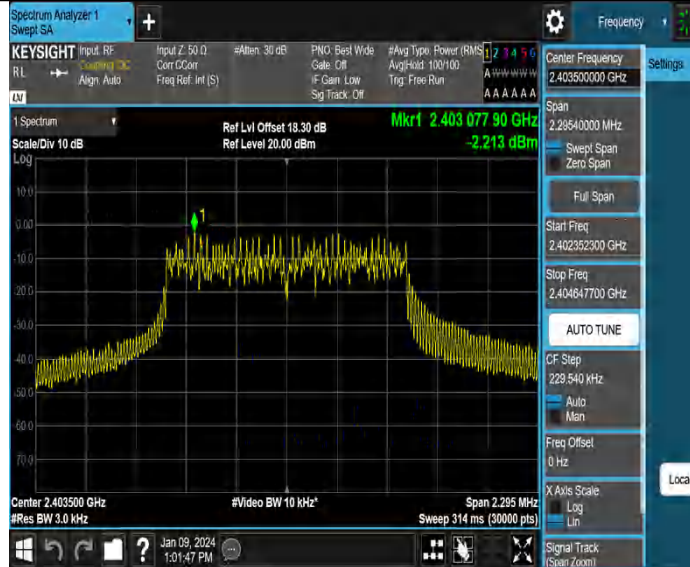 Spectrum Analyzer 1
Swept SA
+
Frequency
KEYSIGHT
RL
Input: RF
Coupling: DC
Align: Auto
Input Z: 50 Ω
Corr CCorr
Freq Ref: Int (S)
#Atten: 30 dB
PNO: Best Wide
Gate: Off
IF Gain: Low
Sig Track: Off
#Avg Type: Power (RMS
Avg|Hold: 100/100
Trig: Free Run
1 2 3 4 5 6
A W W W W W
A A A A A A
LXI
1 Spectrum
Scale/Div 10 dB
Ref Lvl Offset 18.30 dB
Ref Level 20.00 dBm
Mkr1 2.403 077 90 GHz
-2.213 dBm
Log
10.0
0.00
-10.0
-20.0
-30.0
-40.0
-50.0
-60.0
-70.0
1
Center 2.403500 GHz
#Res BW 3.0 kHz
#Video BW 10 kHz*
Span 2.295 MHz
Sweep 314 ms (30000 pts)
?
Jan 09, 2024
1:01:47 PM
Center Frequency
2.403500000 GHz
Span
2.29540000 MHz
Swept Span
Zero Span
Full Span
Start Freq
2.402352300 GHz
Stop Freq
2.404647700 GHz
AUTO TUNE
CF Step
229.540 kHz
Auto
Man
Freq Offset
0 Hz
X Axis Scale
Log
Lin
Signal Track
(Span Zoom)
Settings
Loca